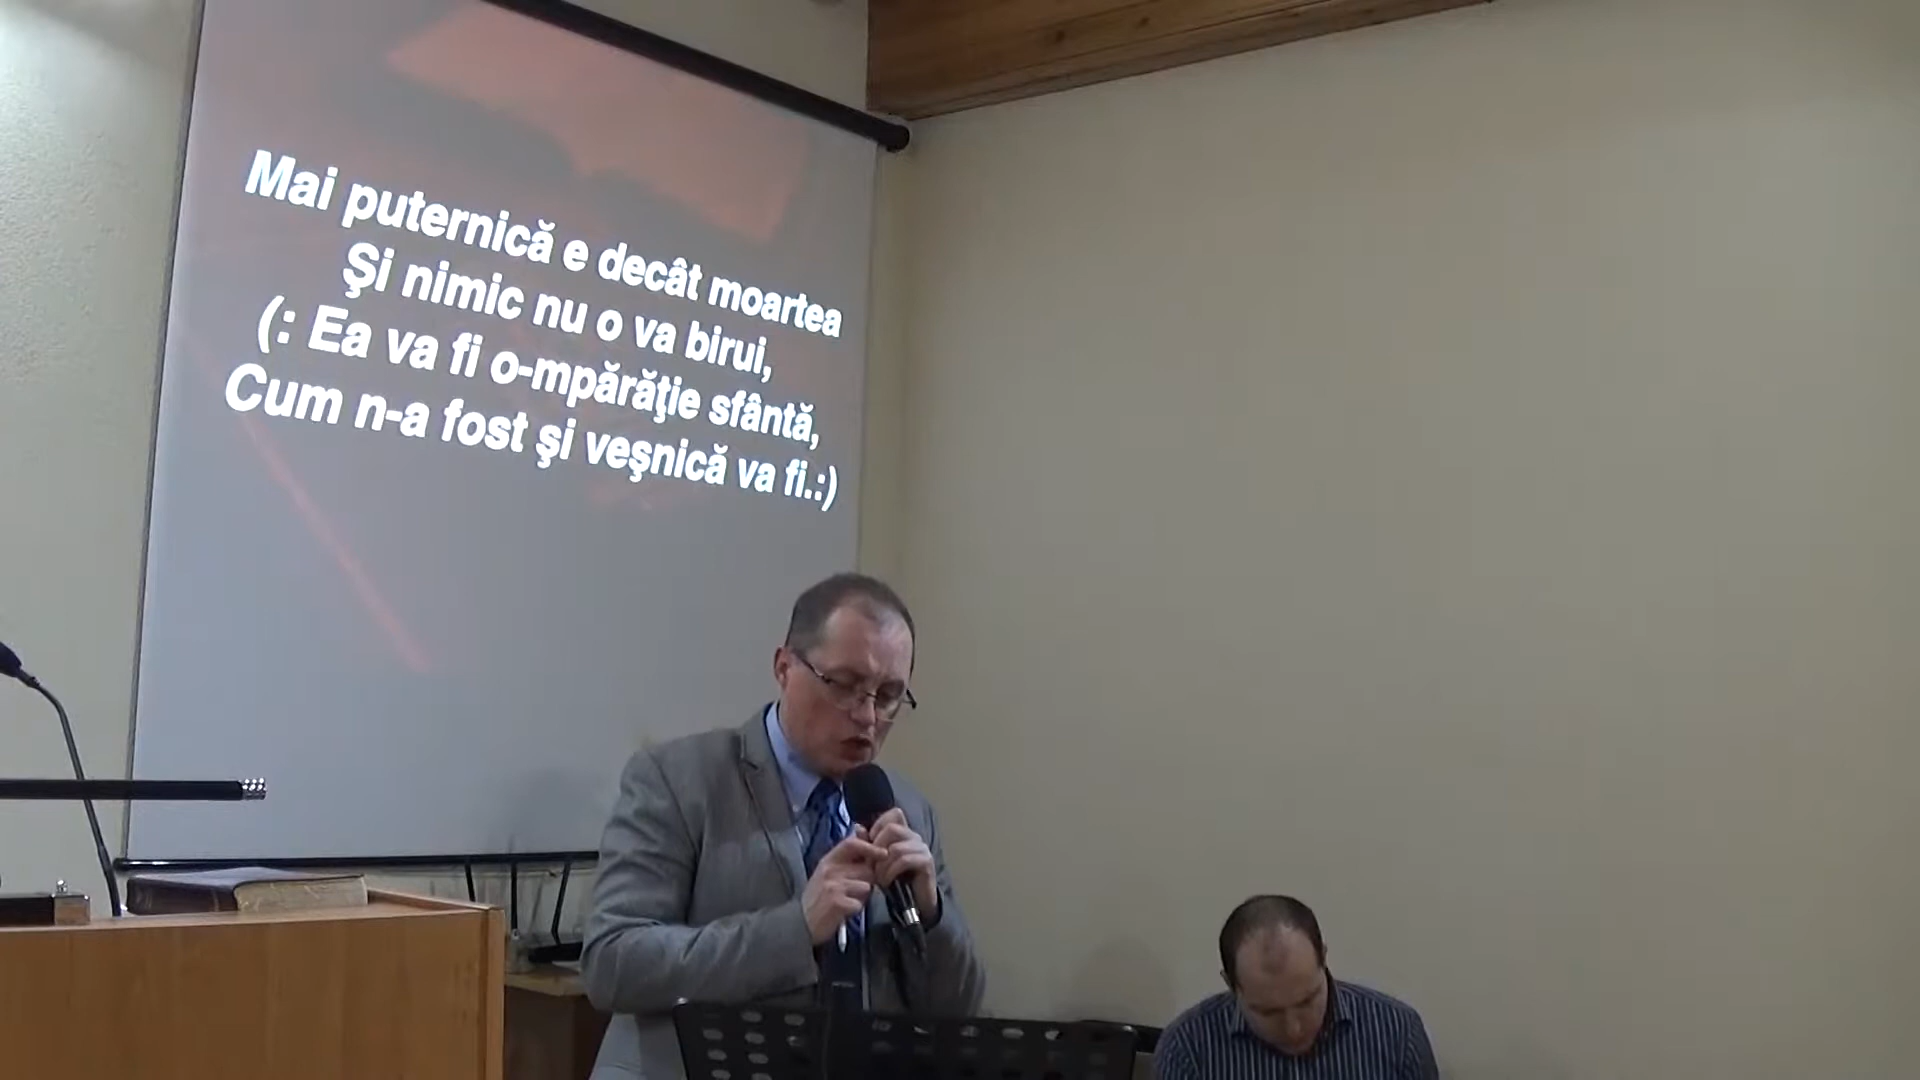 Mai puternică e decât moartea
Şi nimic nu o va birui,
(: Ea va fi o-mpărăţie sfântă,
Cum n-a fost şi veşnică va fi.:)